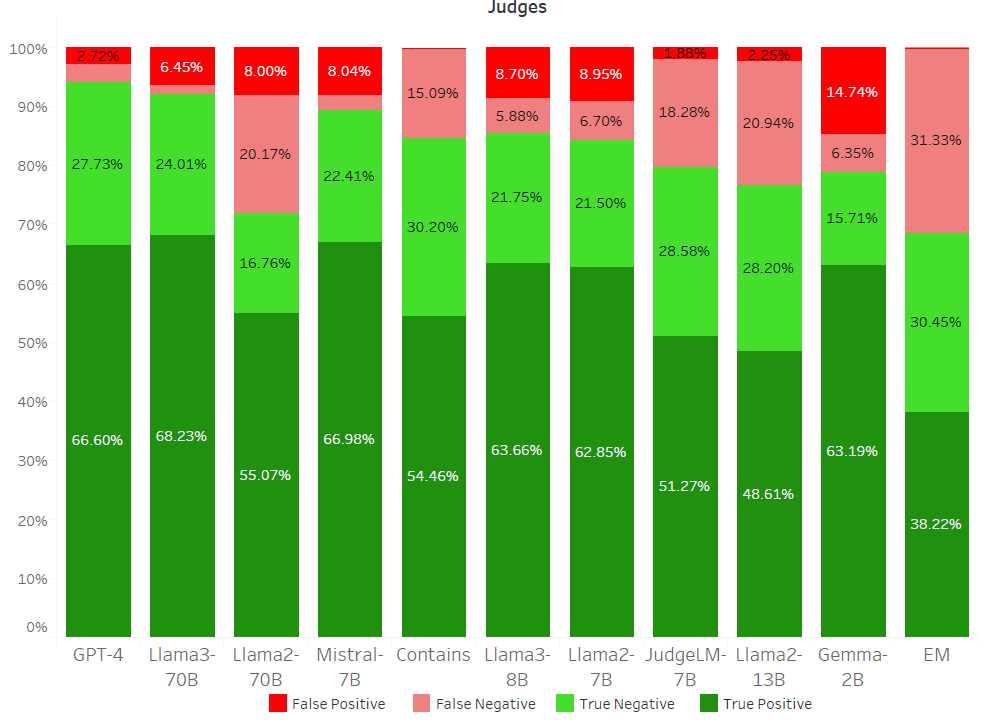 Judges
100%
90%
80%
70%
60%
50%
40%
30%
20%
10%
0%
2.72%
27.73%
66.60%
6.45%
24.01%
68.23%
8.00%
20.17%
16.76%
55.07%
8.04%
22.41%
66.98%
15.09%
30.20%
54.46%
8.70%
5.88%
21.75%
63.66%
8.95%
6.70%
21.50%
62.85%
1.88%
18.28%
28.58%
51.27%
2.25%
20.94%
28.20%
48.61%
14.74%
6.35%
15.71%
63.19%
31.33%
30.45%
38.22%
GPT-4
Llama3-
70B
Llama2-
70B
Mistral-
7B
Contains
Llama3-
8B
Llama2-
7B
JudgeLM-
7B
Llama2-
13B
Gemma-
2B
EM
False Positive
False Negative
True Negative
True Positive